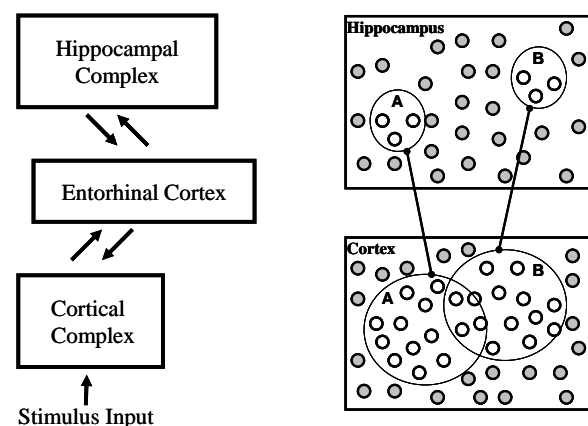 Hippocampal
Complex
Entorhinal Cortex
Cortical
Complex
Stimulus Input
Hippocampus
A
B
Cortex
A
B